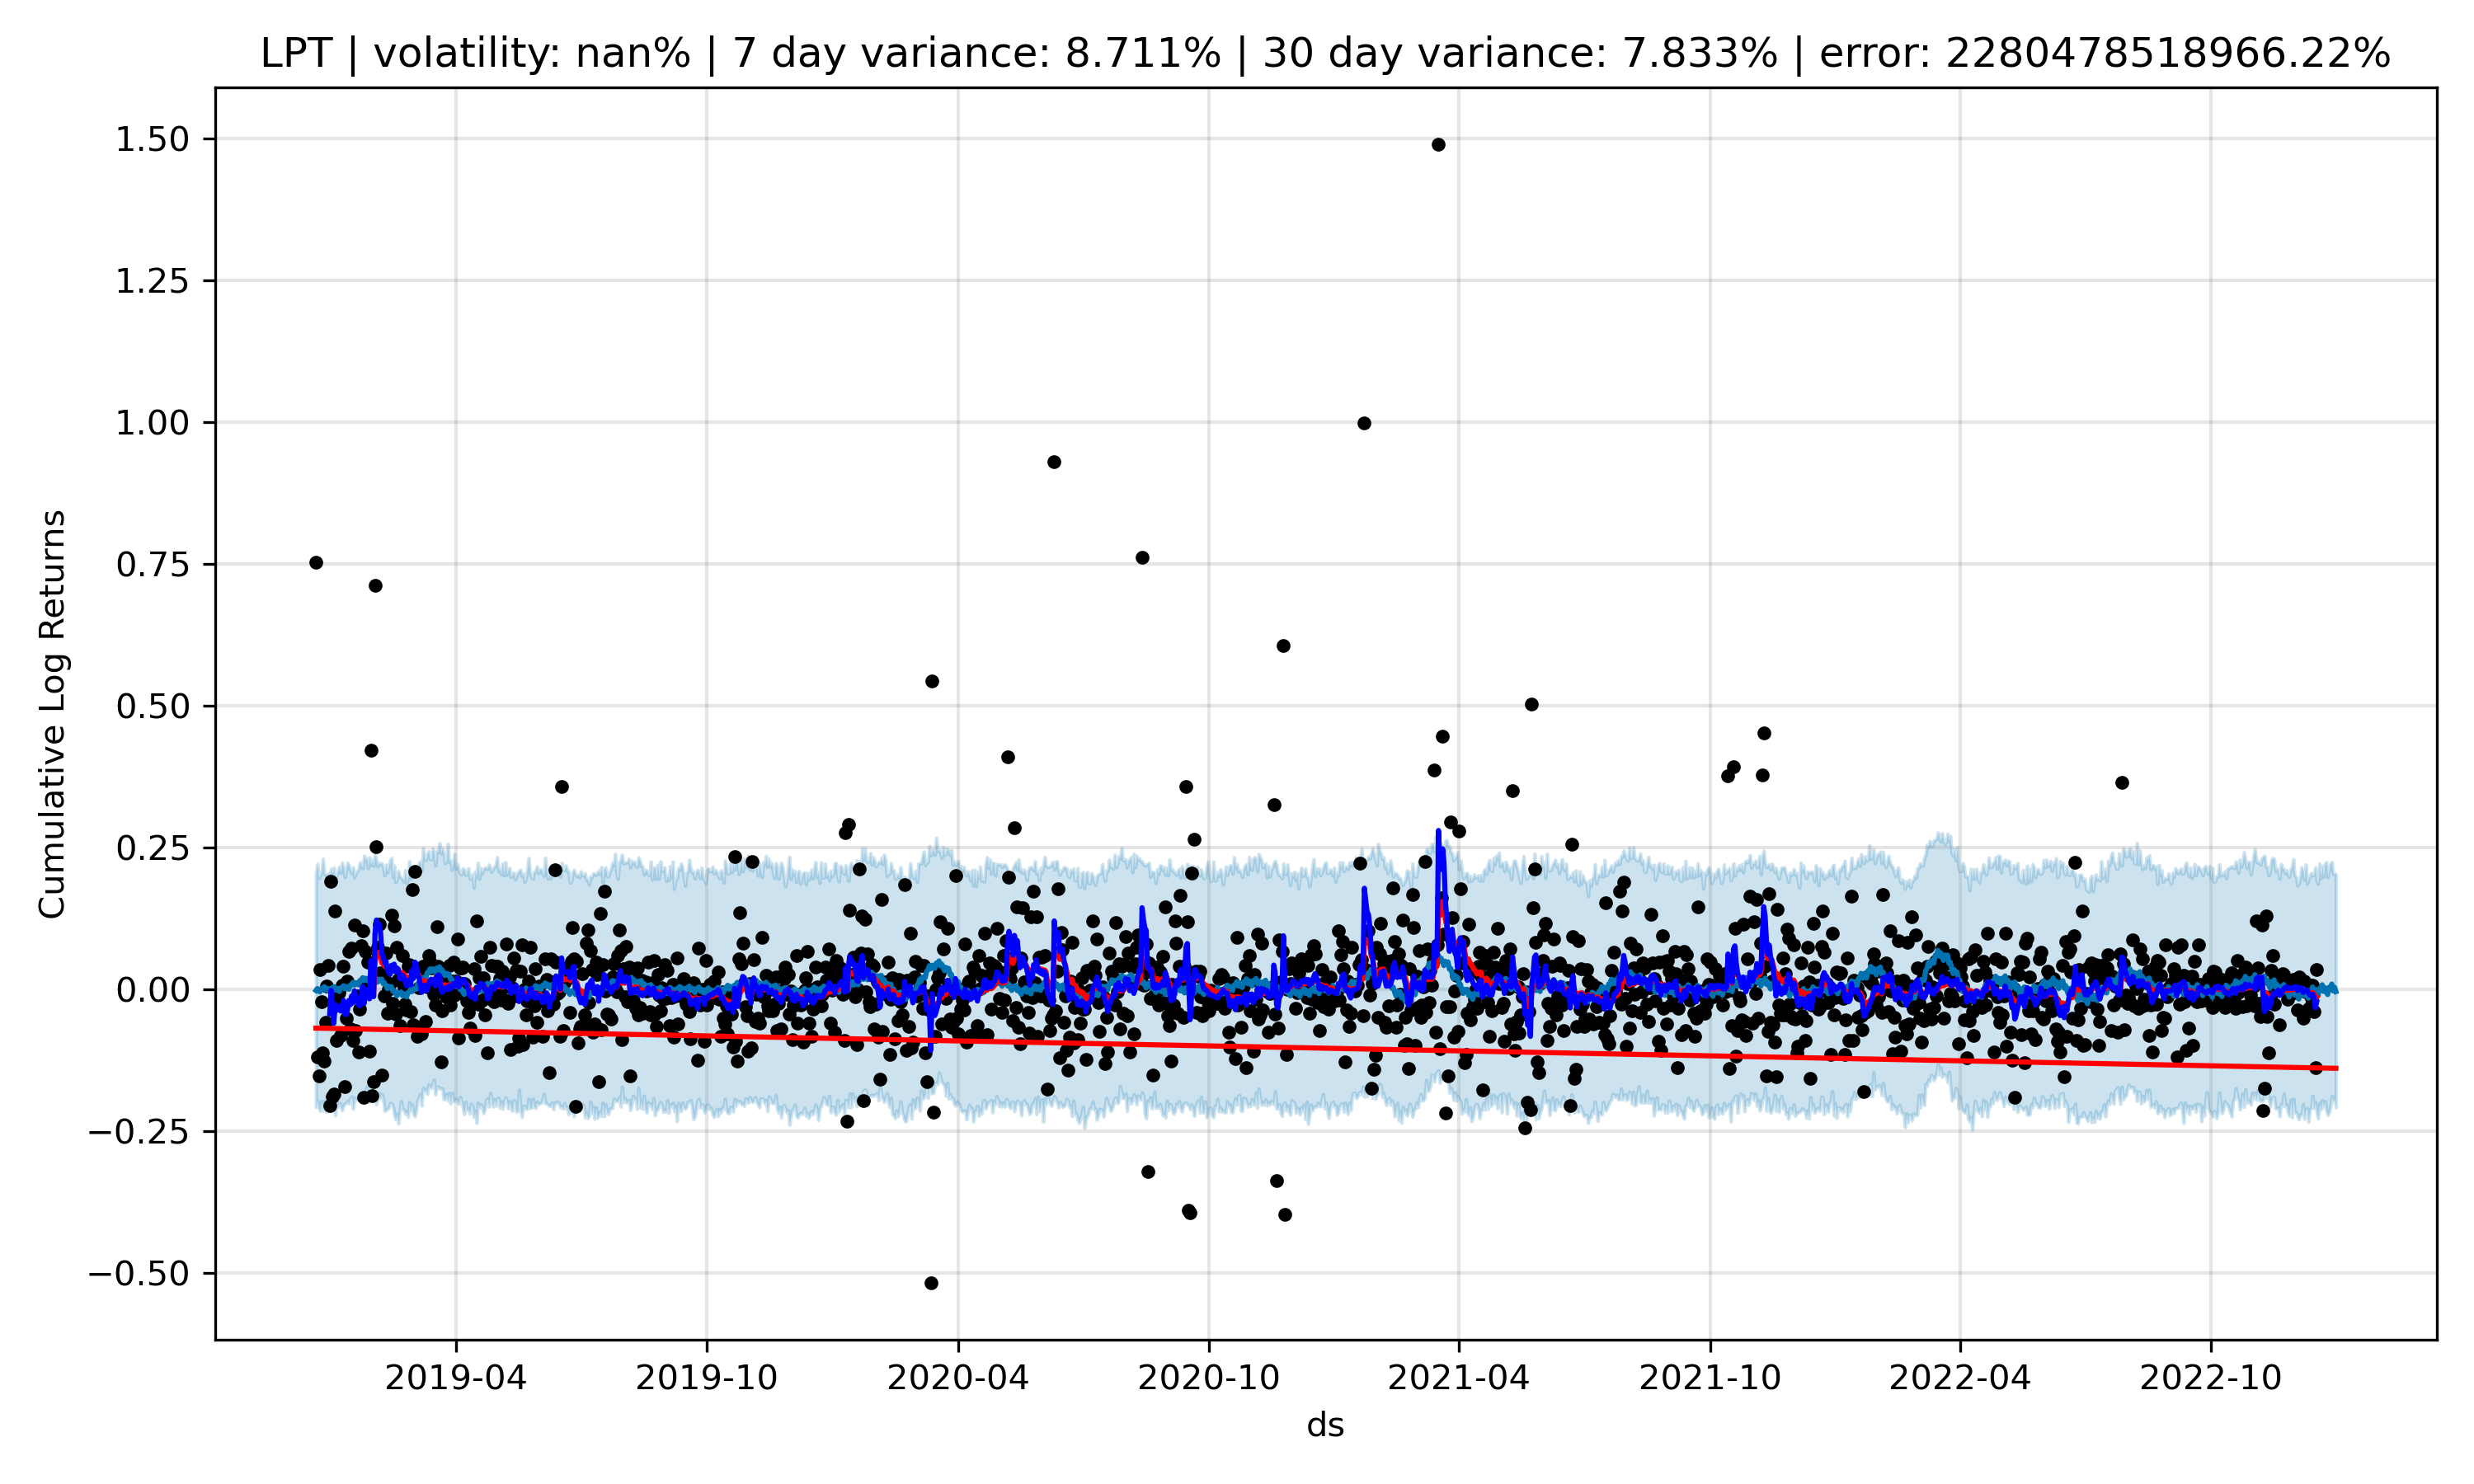 LPT | volatility: nan% | 7 day variance: 8.711% | 30 day variance: 7.833% | error: 2280478518966.22%
1.50
1.25
1.00
0.75
0.50
0.25
0.00
−0.25
−0.50
Cumulative Log Returns
2019-04 2019-10 2020-04 2020-10 2021-04 2021-10 2022-04 2022-10
ds